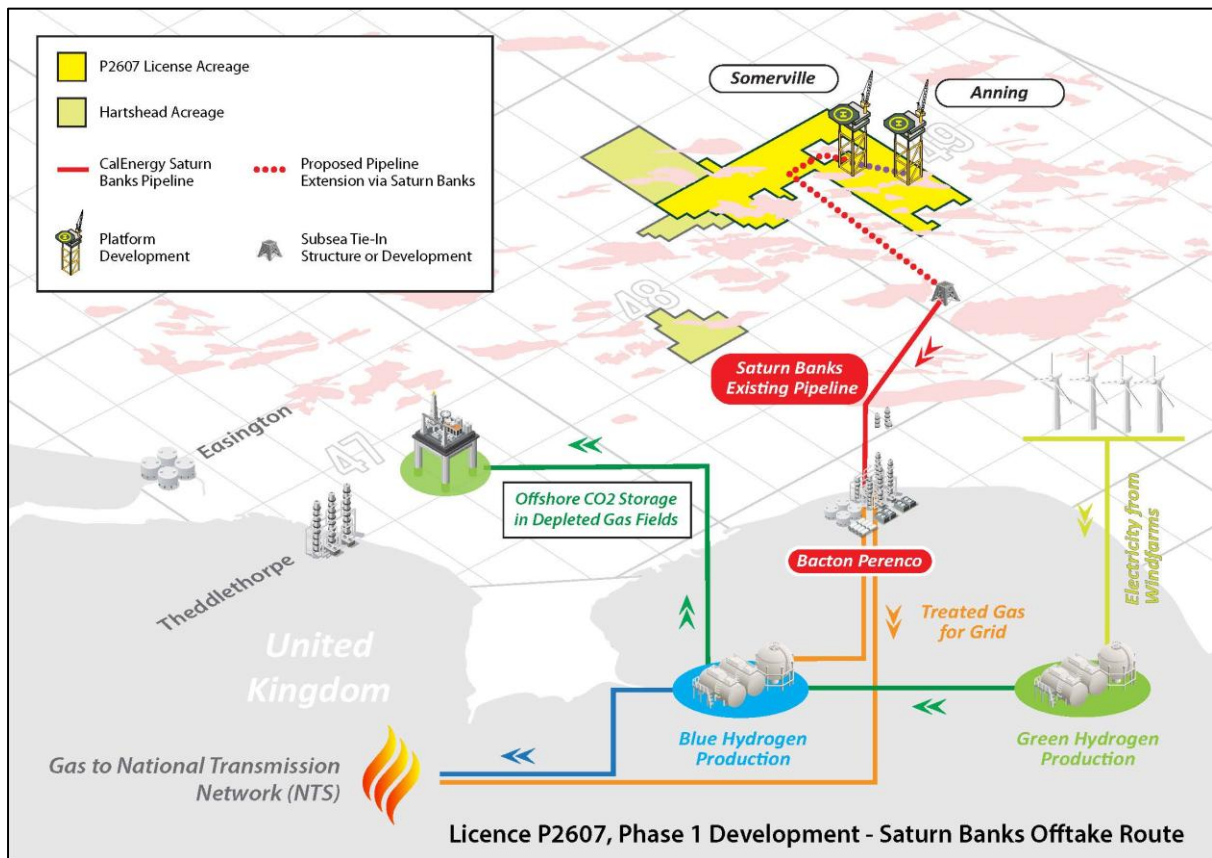 P2607 License Acreage
Hartshead Acreage
CalEnergy Saturn
Banks Pipeline
Proposed Pipeline
Extension via Saturn Banks
Platform
Development
Subsea Tie-In
Structure or Development
Somerville
Anning
49
48
47
Saturn Banks
Existing Pipeline
Easington
Theddlethorpe
Offshore CO2 Storage
in Depleted Gas Fields
Bacton Perenco
Electricity from
Windfarms
Treated Gas
for Grid
United
Kingdom
Blue Hydrogen
Production
Green Hydrogen
Production
Gas to National Transmission
Network (NTS)
Licence P2607, Phase 1 Development - Saturn Banks Offtake Route